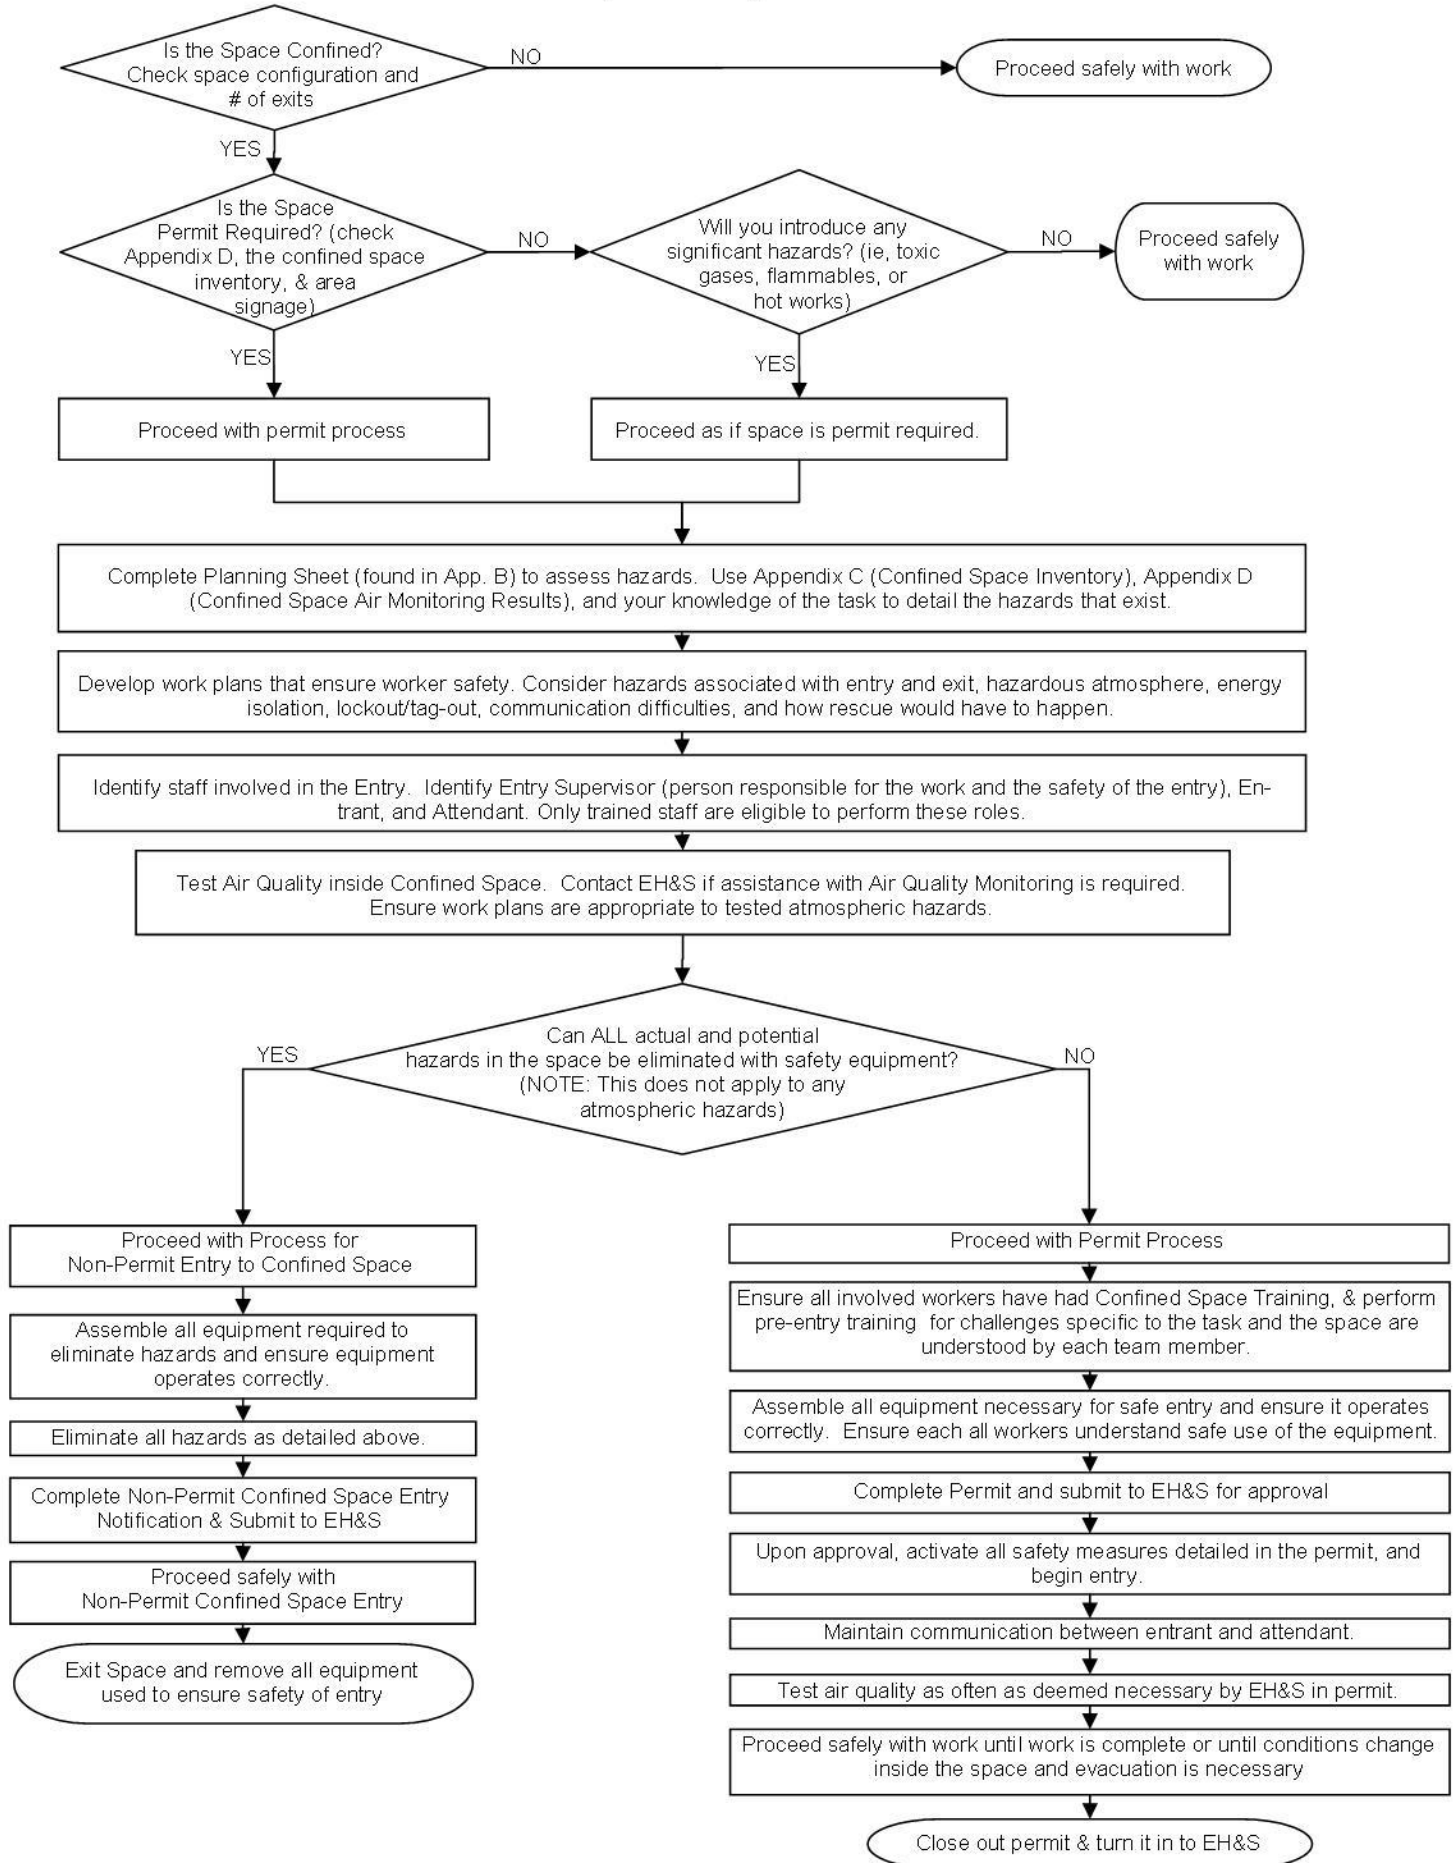 Is the Space Confined?
Check space configuration and
# of exits
NO
Proceed safely with work
YES
Is the Space
Permit Required? (check
Appendix D, the confined space
inventory, & area
signage)
NO
Will you introduce any
significant hazards? (ie, toxic
gases, flammables, or
hot works)
NO
Proceed safely
with work
YES
YES
Proceed with permit process
Proceed as if space is permit required.
Complete Planning Sheet (found in App. B) to assess hazards.  Use Appendix C (Confined Space Inventory), Appendix D
(Confined Space Air Monitoring Results), and your knowledge of the task to detail the hazards that exist.
Develop work plans that ensure worker safety. Consider hazards associated with entry and exit, hazardous atmosphere, energy
isolation, lockout/tag-out, communication difficulties, and how rescue would have to happen.
Identify staff involved in the Entry.  Identify Entry Supervisor (person responsible for the work and the safety of the entry), En-
trant, and Attendant. Only trained staff are eligible to perform these roles.
Test Air Quality inside Confined Space.  Contact EH&S if assistance with Air Quality Monitoring is required.
Ensure work plans are appropriate to tested atmospheric hazards.
Can ALL actual and potential
hazards in the space be eliminated with safety equipment?
(NOTE: This does not apply to any
atmospheric hazards)
YES
NO
Proceed with Process for
Non-Permit Entry to Confined Space
Assemble all equipment required to
eliminate hazards and ensure equipment
operates correctly.
Eliminate all hazards as detailed above.
Complete Non-Permit Confined Space Entry
Notification & Submit to EH&S
Proceed safely with
Non-Permit Confined Space Entry
Exit Space and remove all equipment
used to ensure safety of entry
Proceed with Permit Process
Ensure all involved workers have had Confined Space Training, & perform
pre-entry training  for challenges specific to the task and the space are
understood by each team member.
Assemble all equipment necessary for safe entry and ensure it operates
correctly.  Ensure each all workers understand safe use of the equipment.
Complete Permit and submit to EH&S for approval
Upon approval, activate all safety measures detailed in the permit, and
begin entry.
Maintain communication between entrant and attendant.
Test air quality as often as deemed necessary by EH&S in permit.
Proceed safely with work until work is complete or until conditions change
inside the space and evacuation is necessary
Close out permit & turn it in to EH&S